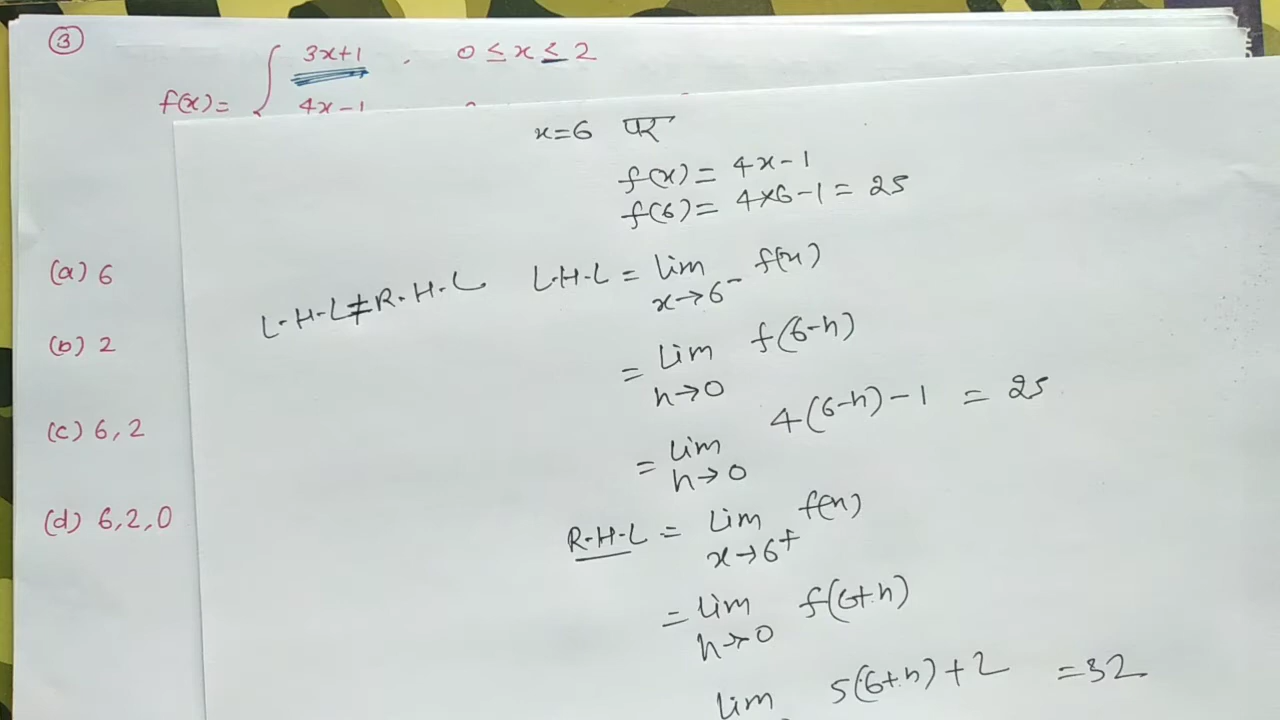 ③
3x+1 , 0 ≤ x ≤ 2
f(x) = {
4x-1
(a) 6
(b) 2
(c) 6, 2
(d) 6, 2, 0
x=6 पर
f(x) = 4x-1
f(6) = 4×6-1 = 25
L-H-L ≠ R-H-L
L-H-L = lim f(x)
x→6⁻
= lim f(6-h)
h→0
= lim 4(6-h)-1 = 25
h→0
R-H-L = lim f(x)
x→6⁺
= lim f(6+h)
h→0
lim 5(6+h)+2 = 32